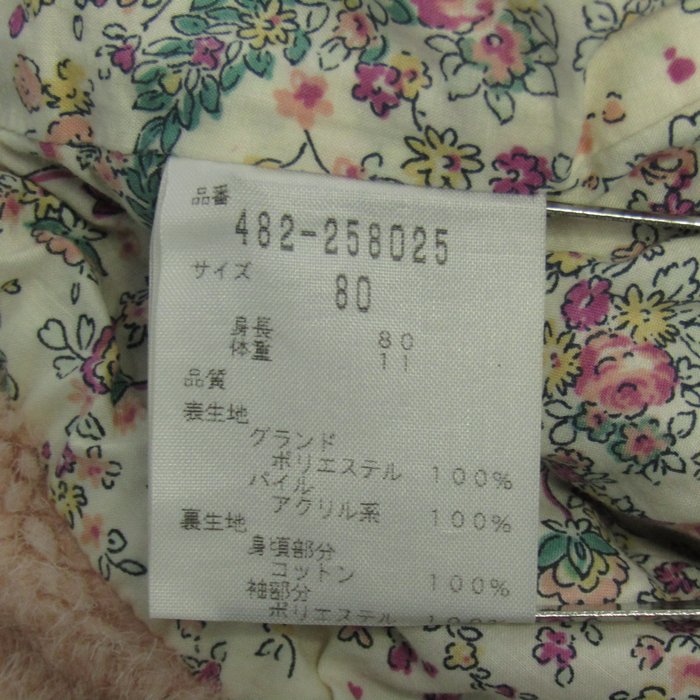 品番
482-258025
サイズ
80
身長 80
体重 11
品質
表生地
グランド
ポリエステル 100%
パイル
アクリル系 100%
裏生地
身頃部分
コットン 100%
袖部分
ポリエステル 100%